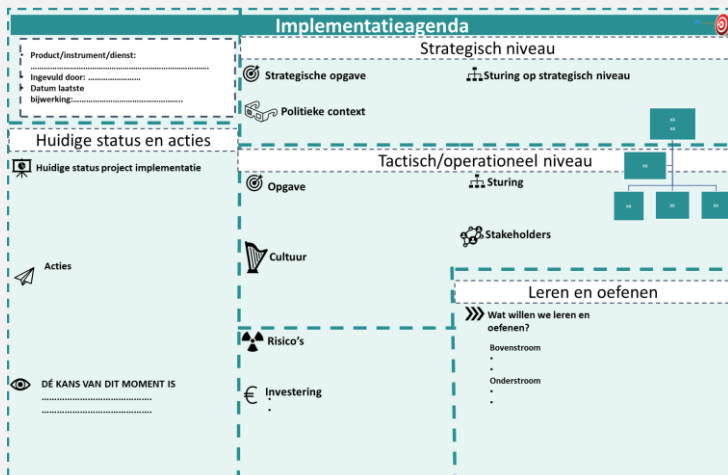 Implementatieagenda
Product/instrument/dienst:
……………………………………………………………………
Ingevuld door: …………………
Datum laatste
bijwerking:…………………………………….
Strategisch niveau
Strategische opgave
Sturing op strategisch niveau
Politieke context
Huidige status en acties
Huidige status project implementatie
Acties
DÉ KANS VAN DIT MOMENT IS
……………………………………
……………………………………
Tactisch/operationeel niveau
Opgave
Sturing
Cultuur
Stakeholders
Risico’s
Investering
€
Leren en oefenen
Wat willen we leren en
oefenen?
Bovenstroom
Onderstroom